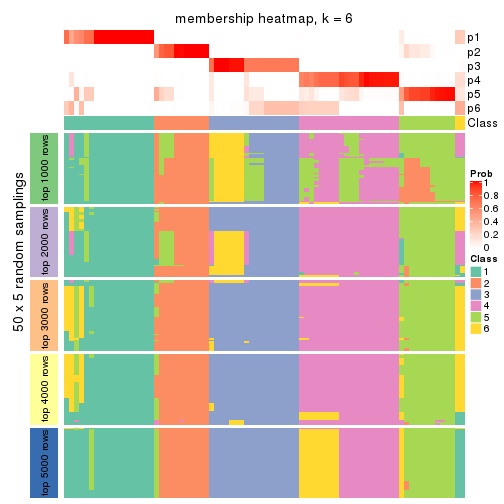 membership heatmap, k = 6
p1
p2
p3
p4
p5
p6
Class
50 x 5 random samplings
top 1000 rows
top 2000 rows
top 3000 rows
top 4000 rows
top 5000 rows
Prob
1
0.8
0.6
0.4
0.2
0
Class
1
2
3
4
5
6